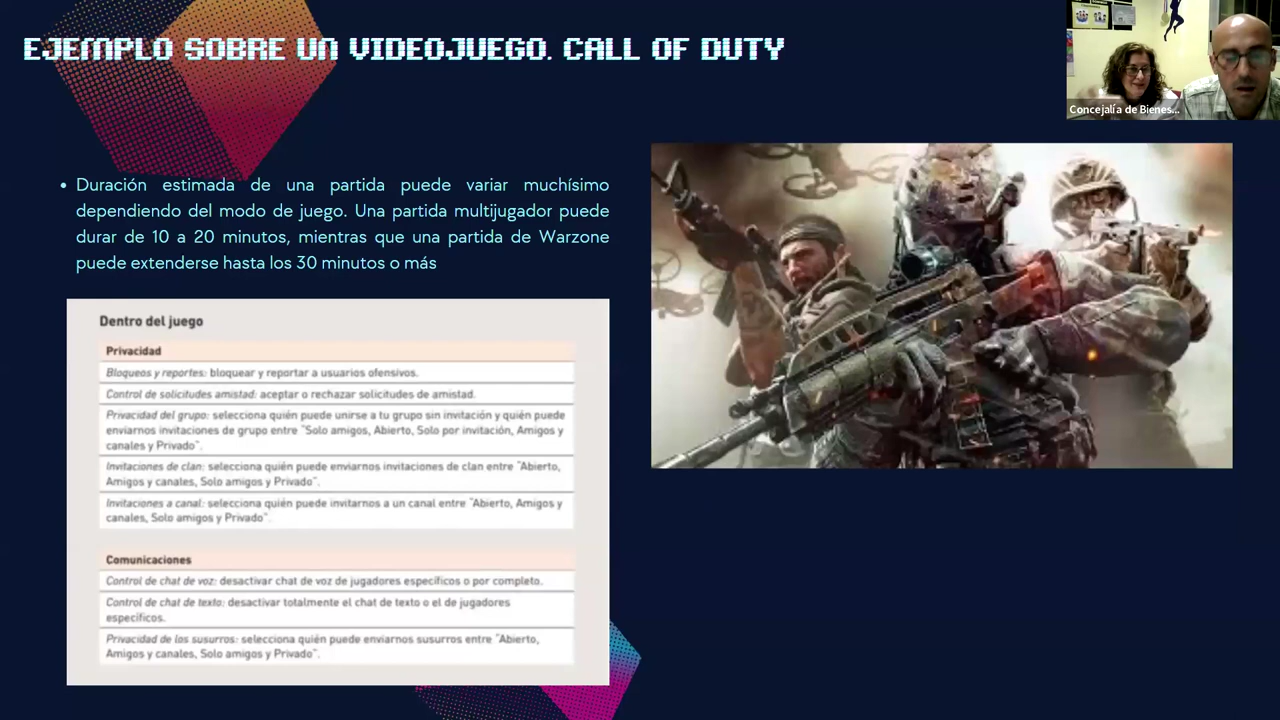 EJEMPLO SOBRE UN VIDEOJUEGO. CALL OF DUTY
Concejalía de Bienes...
• Duración estimada de una partida puede variar muchísimo
dependiendo del modo de juego. Una partida multijugador puede
durar de 10 a 20 minutos, mientras que una partida de Warzone
puede extenderse hasta los 30 minutos o más
Dentro del juego
Privacidad
Bloqueos y reportes: bloquear y reportar a usuarios ofensivos.
Control de solicitudes amistad: aceptar o rechazar solicitudes de amistad.
Privacidad del grupo: selecciona quién puede unirse a tu grupo sin invitación y quién puede
enviarnos invitaciones de grupo entre "Solo amigos, Abierto, Solo por invitación, Amigos y
canales y Privado".
Invitaciones de clan: selecciona quién puede enviarnos invitaciones de clan entre "Abierto,
Amigos y canales, Solo amigos y Privado".
Invitaciones a canal: selecciona quién puede invitarnos a un canal entre "Abierto, Amigos y
canales, Solo amigos y Privado".
Comunicaciones
Control de chat de voz: desactivar chat de voz de jugadores específicos o por completo.
Control de chat de texto: desactivar totalmente el chat de texto o el de jugadores
específicos.
Privacidad de los susurros: selecciona quién puede enviarnos susurros entre "Abierto,
Amigos y canales, Solo amigos y Privado".